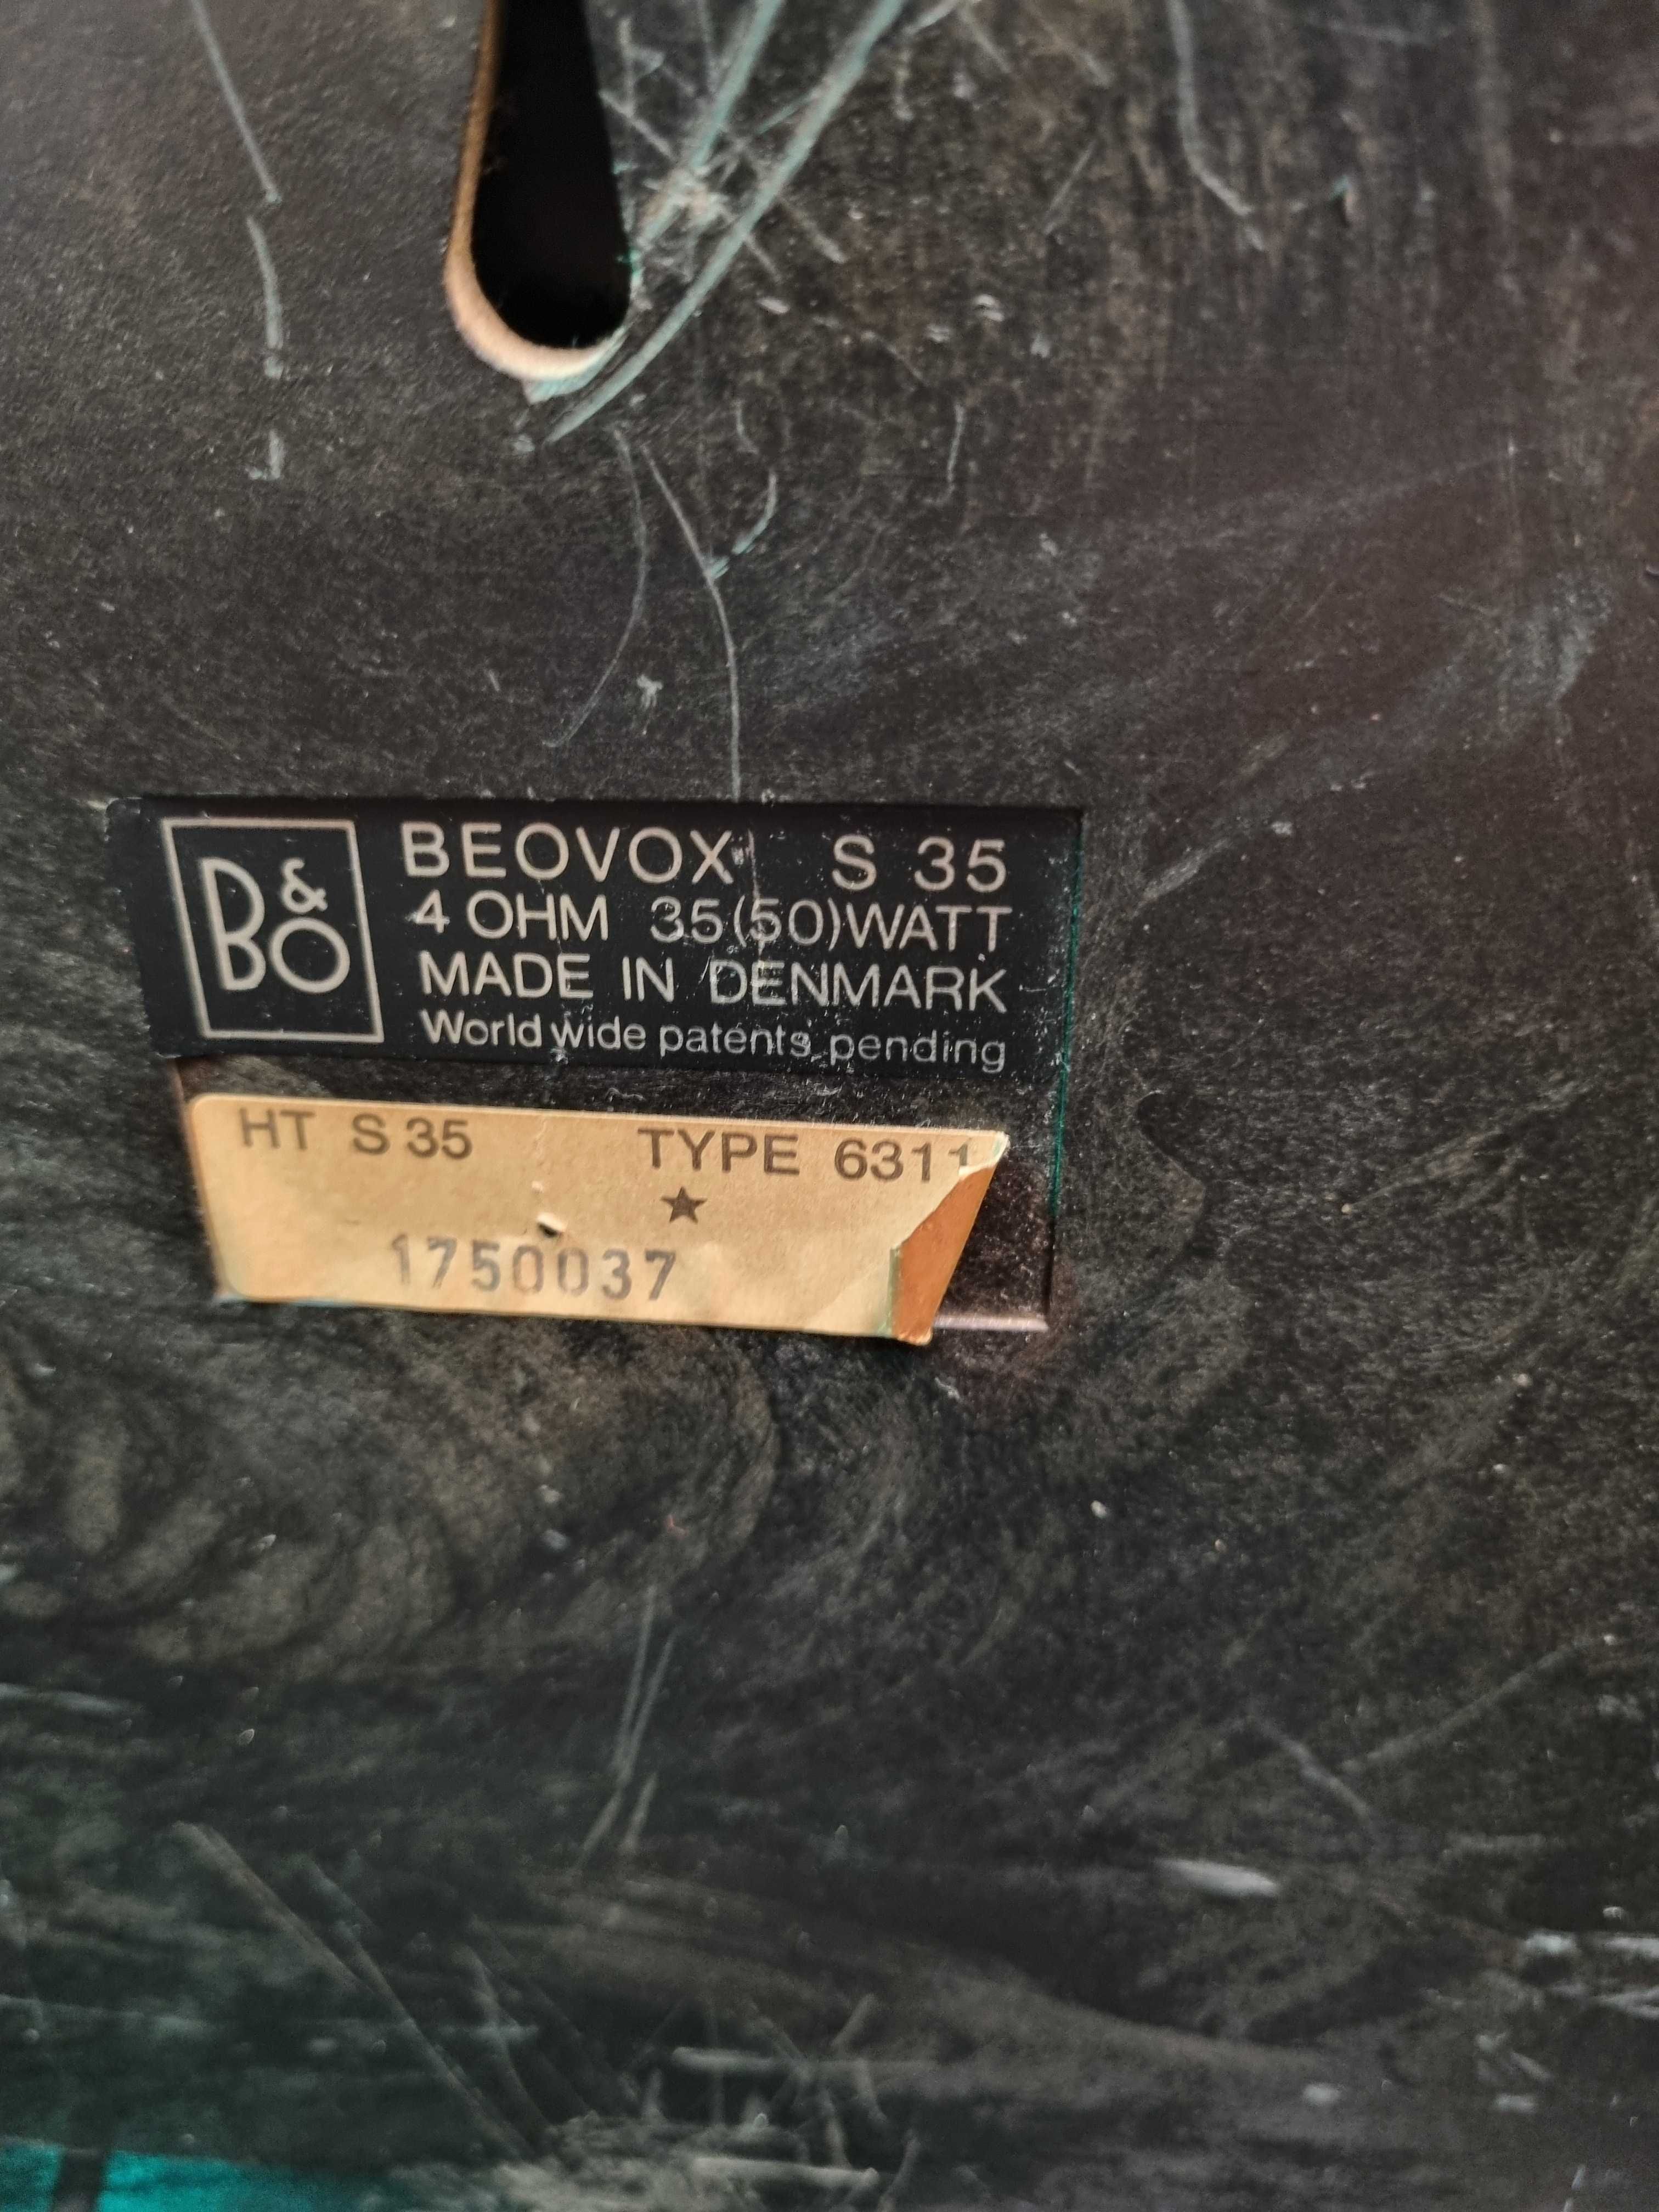 B&O
BEOVOX S 35
4 OHM 35(50)WATT
MADE IN DENMARK
World wide patents pending
HT S 35 TYPE 6311
★
1750037